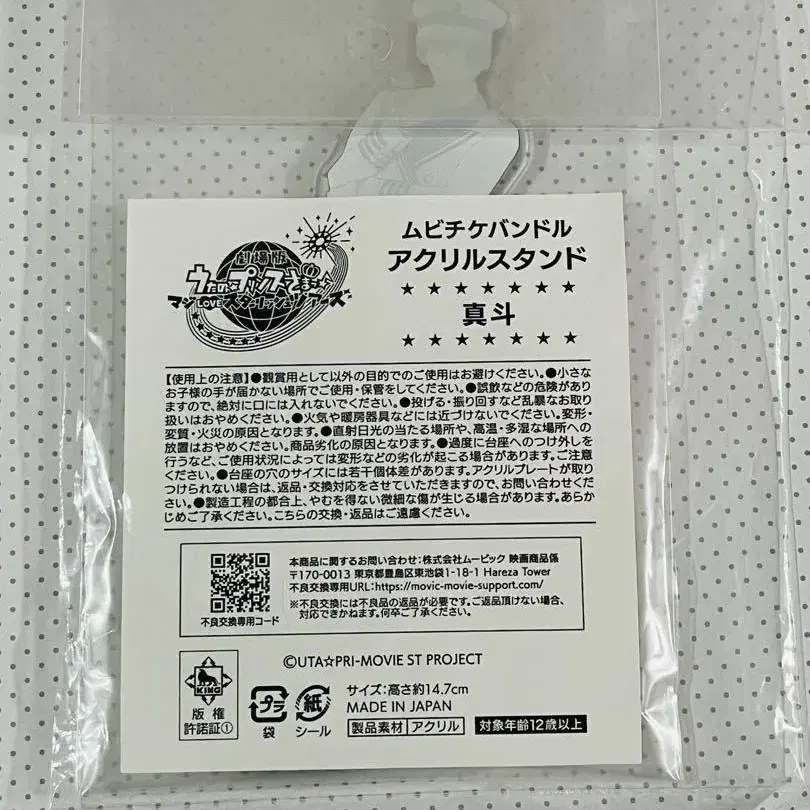 劇場版
うたの☆プリンスさまっ♪
マジLOVEスターリッシュツアーズ
ムビチケバンドル
アクリルスタンド
★ ★ ★ ★ ★ ★ ★
真斗
★ ★ ★ ★ ★ ★ ★
【使用上の注意】●観賞用として以外の目的でのご使用はお避けください。●小さな
お子様の手が届かない場所でご使用・保管をしてください。●誤飲などの危険があり
ますので、絶対に口には入れないでください。●投げる・振り回すなど乱暴なお取り
扱いはおやめください。●火気や暖房器具などには近づけないでください。変形・
変質・火災の原因となります。●直射日光の当たる場所や、高温・多湿な場所への
放置はおやめください。商品劣化の原因となります。●過度に台座へのつけ外しを
行うなど、ご使用状況によっては変形などの劣化が起こる場合があります。ご注意
ください。●台座の穴のサイズには若干個体差があります。アクリルプレートが取り
つけられない場合は、返品・交換対応をさせていただきますので、お問い合わせくだ
さい。●製造工程の都合上、やむを得ない微細な傷が生じる場合があります。あらか
じめご了承ください。こちらの交換・返品はご遠慮ください。
本商品に関するお問い合わせ:株式会社ムービック 映画商品係
〒170-0013 東京都豊島区東池袋1-18-1 Hareza Tower
不良交換専用URL:https://movic-movie-support.com/
※不良交換には不良品の返品が必要です。ご返品頂けない場合、
対応できかねます。何卒ご了承ください。
不良交換専用コード
©UTA☆PRI-MOVIE ST PROJECT
KING
版権
許諾証①
プラ
袋
紙
シール
サイズ:高さ約14.7cm
MADE IN JAPAN
製品素材 アクリル
対象年齢12歳以上